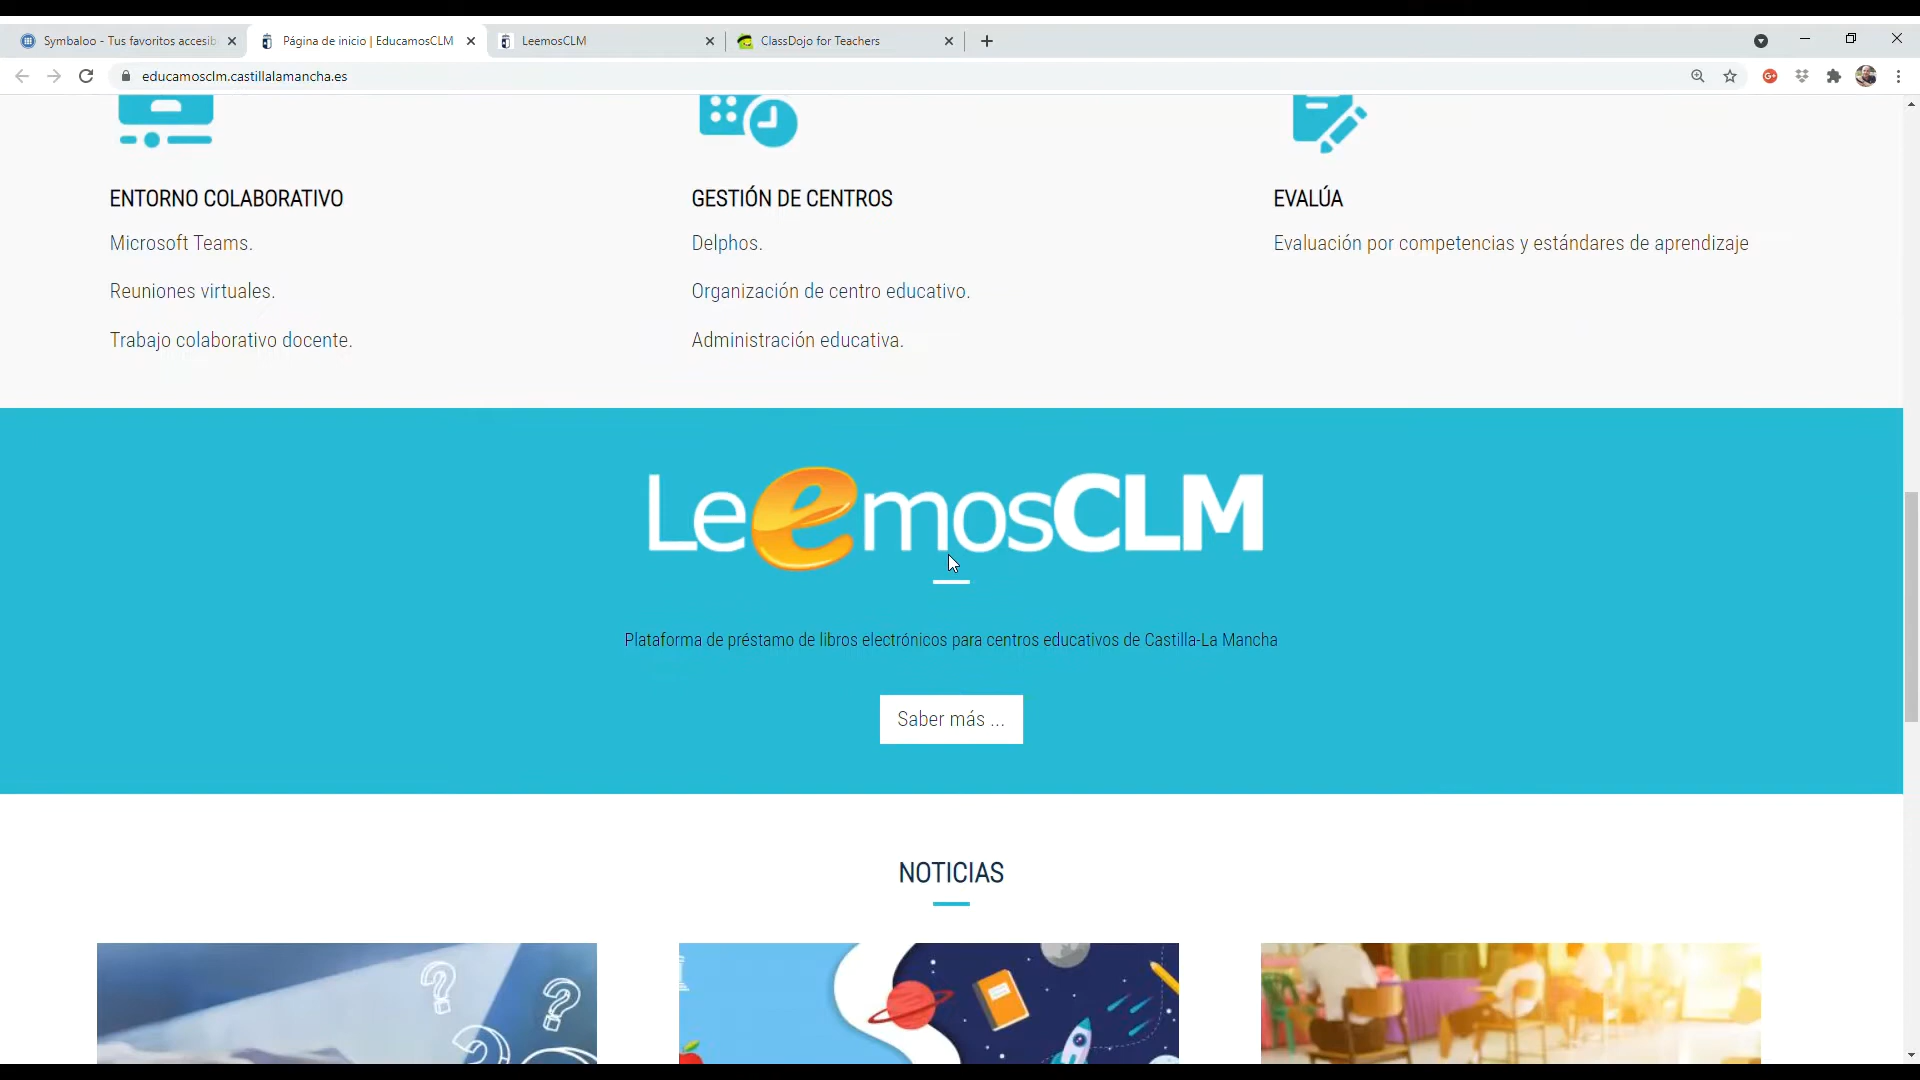 Symbaloo - Tus favoritos accesib
Página de inicio | EducamosCLM
LeemosCLM
ClassDojo for Teachers
educamosclm.castillalamancha.es
ENTORNO COLABORATIVO
Microsoft Teams.
Reuniones virtuales.
Trabajo colaborativo docente.
GESTIÓN DE CENTROS
Delphos.
Organización de centro educativo.
Administración educativa.
EVALÚA
Evaluación por competencias y estándares de aprendizaje
LeemosCLM
Plataforma de préstamo de libros electrónicos para centros educativos de Castilla-La Mancha
Saber más ...
NOTICIAS